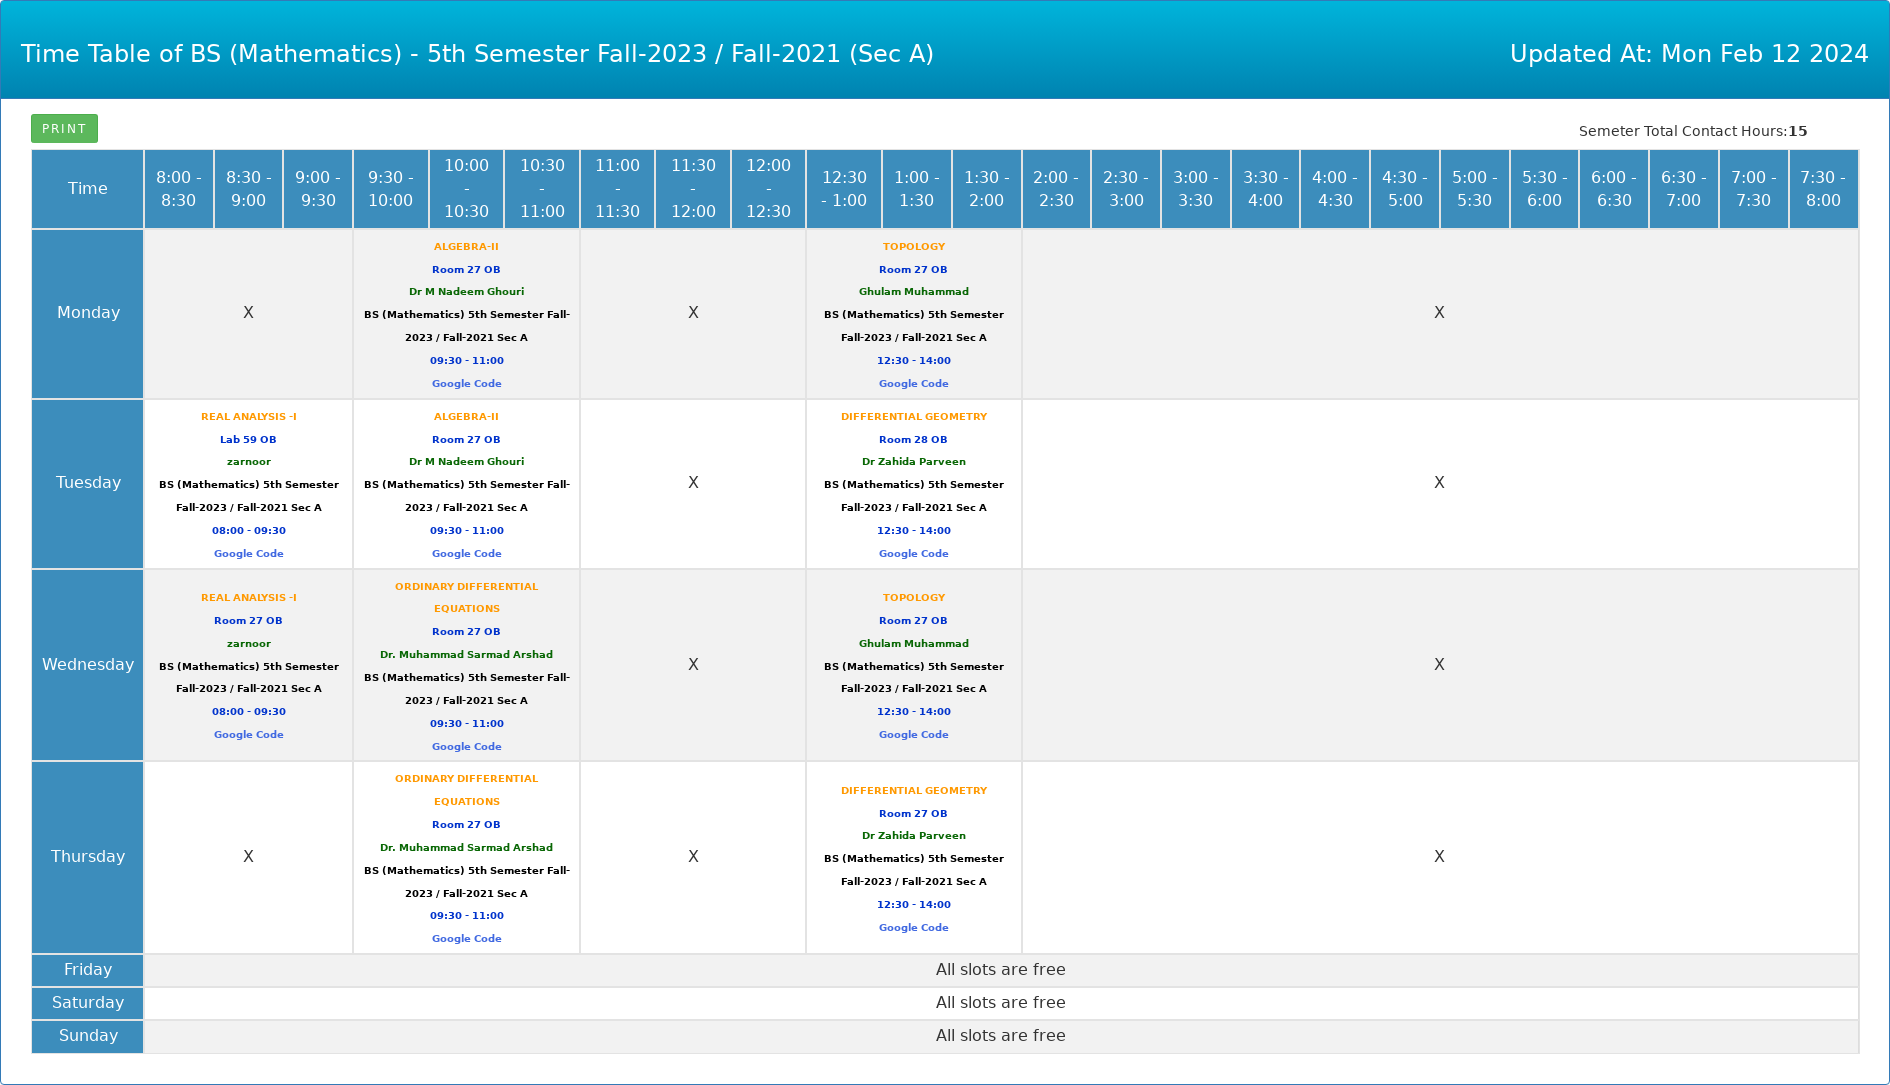 Time Table of BS (Mathematics) - 5th Semester Fall-2023 / Fall-2021 (Sec A)
Updated At: Mon Feb 12 2024
PRINT
Semeter Total Contact Hours:15
Time
8:00 -
8:30
8:30 -
9:00
9:00 -
9:30
9:30 -
10:00
10:00
-
10:30
10:30
-
11:00
11:00
-
11:30
11:30
-
12:00
12:00
-
12:30
12:30
- 1:00
1:00 -
1:30
1:30 -
2:00
2:00 -
2:30
2:30 -
3:00
3:00 -
3:30
3:30 -
4:00
4:00 -
4:30
4:30 -
5:00
5:00 -
5:30
5:30 -
6:00
6:00 -
6:30
6:30 -
7:00
7:00 -
7:30
7:30 -
8:00
Monday
X
ALGEBRA-II
Room 27 OB
Dr M Nadeem Ghouri
BS (Mathematics) 5th Semester Fall-
2023 / Fall-2021 Sec A
09:30 - 11:00
Google Code
X
TOPOLOGY
Room 27 OB
Ghulam Muhammad
BS (Mathematics) 5th Semester
Fall-2023 / Fall-2021 Sec A
12:30 - 14:00
Google Code
X
Tuesday
REAL ANALYSIS -I
Lab 59 OB
zarnoor
BS (Mathematics) 5th Semester
Fall-2023 / Fall-2021 Sec A
08:00 - 09:30
Google Code
ALGEBRA-II
Room 27 OB
Dr M Nadeem Ghouri
BS (Mathematics) 5th Semester Fall-
2023 / Fall-2021 Sec A
09:30 - 11:00
Google Code
X
DIFFERENTIAL GEOMETRY
Room 28 OB
Dr Zahida Parveen
BS (Mathematics) 5th Semester
Fall-2023 / Fall-2021 Sec A
12:30 - 14:00
Google Code
X
Wednesday
REAL ANALYSIS -I
Room 27 OB
zarnoor
BS (Mathematics) 5th Semester
Fall-2023 / Fall-2021 Sec A
08:00 - 09:30
Google Code
ORDINARY DIFFERENTIAL
EQUATIONS
Room 27 OB
Dr. Muhammad Sarmad Arshad
BS (Mathematics) 5th Semester Fall-
2023 / Fall-2021 Sec A
09:30 - 11:00
Google Code
X
TOPOLOGY
Room 27 OB
Ghulam Muhammad
BS (Mathematics) 5th Semester
Fall-2023 / Fall-2021 Sec A
12:30 - 14:00
Google Code
X
Thursday
X
ORDINARY DIFFERENTIAL
EQUATIONS
Room 27 OB
Dr. Muhammad Sarmad Arshad
BS (Mathematics) 5th Semester Fall-
2023 / Fall-2021 Sec A
09:30 - 11:00
Google Code
X
DIFFERENTIAL GEOMETRY
Room 27 OB
Dr Zahida Parveen
BS (Mathematics) 5th Semester
Fall-2023 / Fall-2021 Sec A
12:30 - 14:00
Google Code
X
Friday
All slots are free
Saturday
All slots are free
Sunday
All slots are free